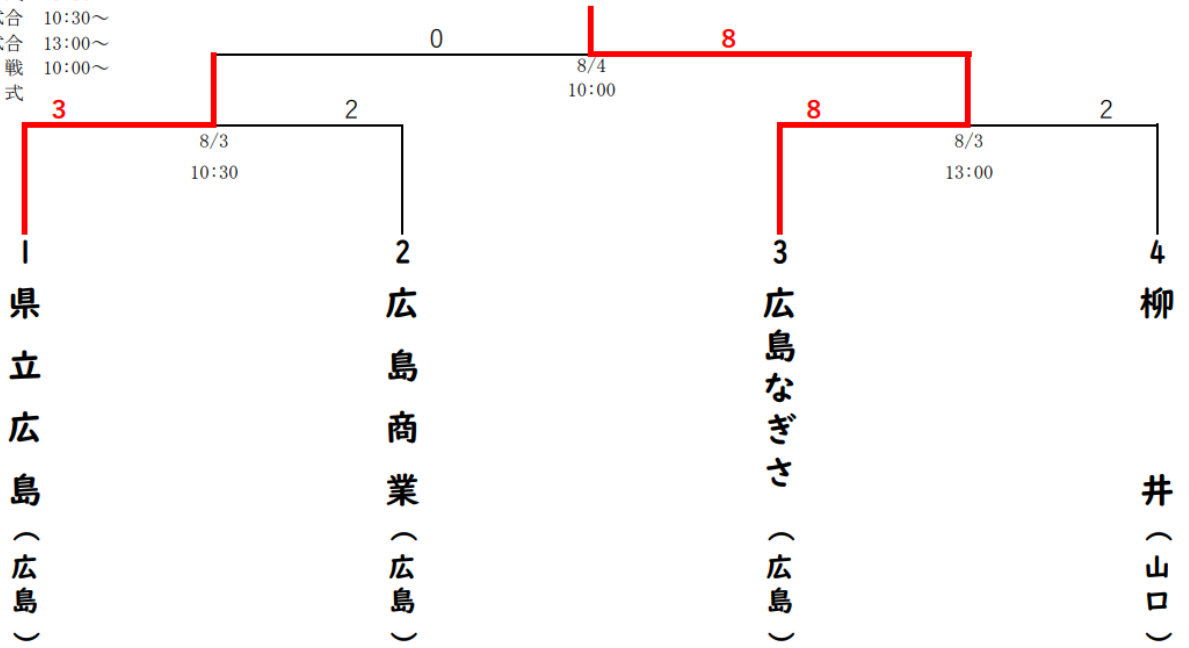 合 10:30～
合 13:00～
戦 10:00～
式
0
8
8/4
10:00
3
2
8/3
10:30
8
2
8/3
13:00
1
県立広島（広島）
2
広島商業（広島）
3
広島なぎさ（広島）
4
柳井（山口）